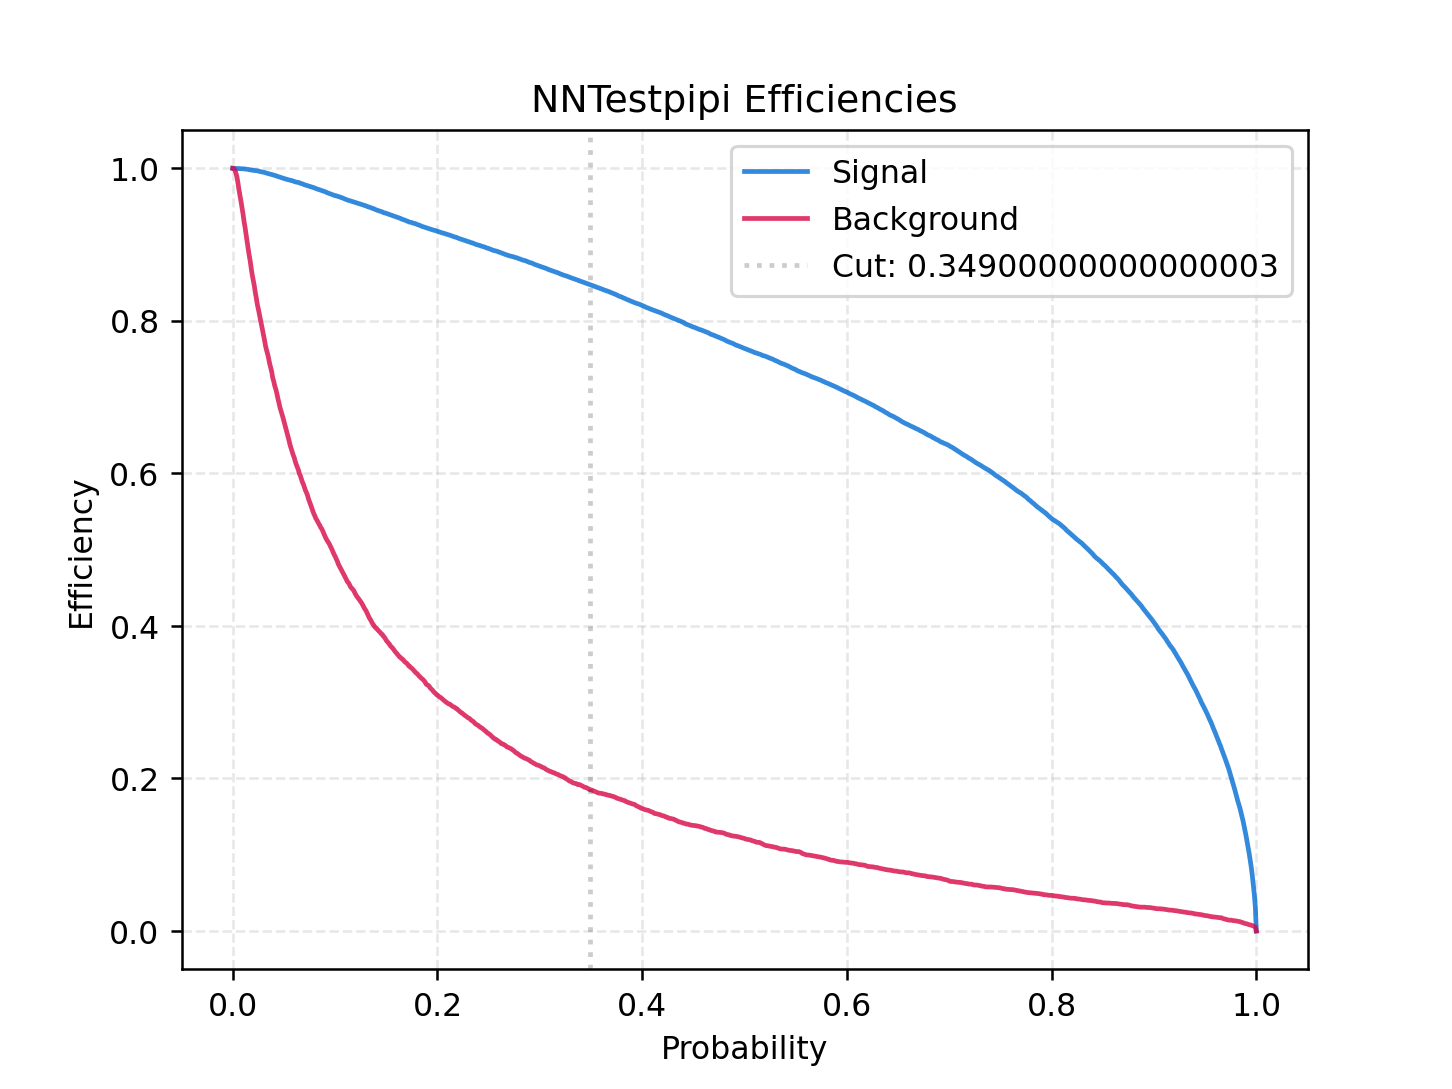 NNTestpipi Efficiencies
Signal
Background
Cut: 0.34900000000000003
1.0
0.8
0.6
0.4
0.2
0.0
Efficiency
0.0 0.2 0.4 0.6 0.8 1.0
Probability